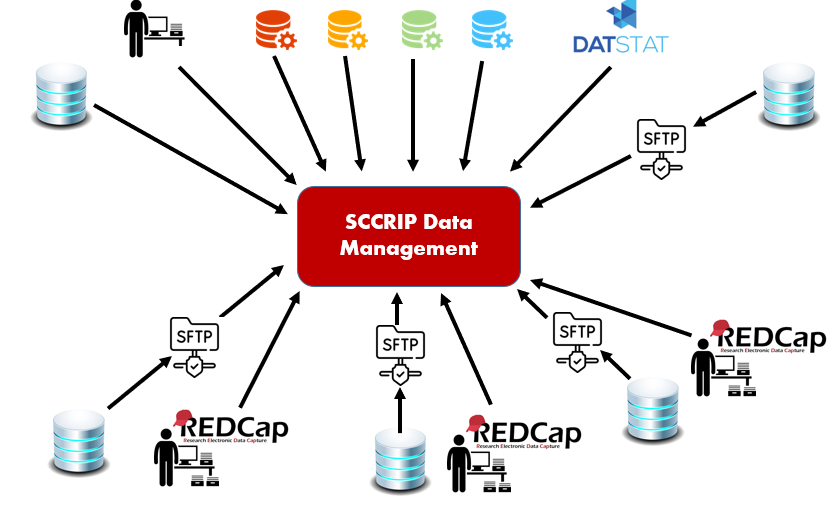 DATSTAT
SFTP
SCCRIP Data
Management
SFTP
SFTP
SFTP
REDCap
Research Electronic Data Capture
REDCap
Research Electronic Data Capture
REDCap
Research Electronic Data Capture